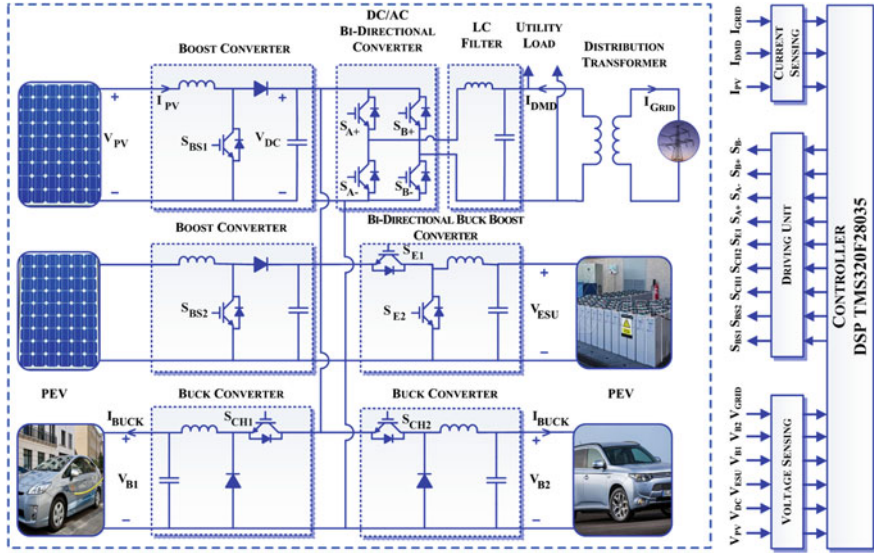 DC/AC
BI-DIRECTIONAL
CONVERTER
BOOST CONVERTER
LC
FILTER
UTILITY
LOAD
DISTRIBUTION
TRANSFORMER
V_PV
I_PV
S_BS1
V_DC
S_A+
S_B+
S_A-
S_B-
I_DMD
I_GRID
BOOST CONVERTER
BI-DIRECTIONAL BUCK BOOST
CONVERTER
S_BS2
S_E1
S_E2
V_ESU
PEV
BUCK CONVERTER
BUCK CONVERTER
PEV
I_BUCK
S_CH1
S_CH2
I_BUCK
V_B1
V_B2
I_PV I_DMD I_GRID
CURRENT
SENSING
S_BS1 S_BS2 S_CH1 S_CH2 S_E1 S_A+ S_A- S_B+ S_B-
DRIVING UNIT
V_PV V_DC V_ESU V_B1 V_B2 V_GRID
VOLTAGE SENSING
CONTROLLER
DSP TMS320F28035